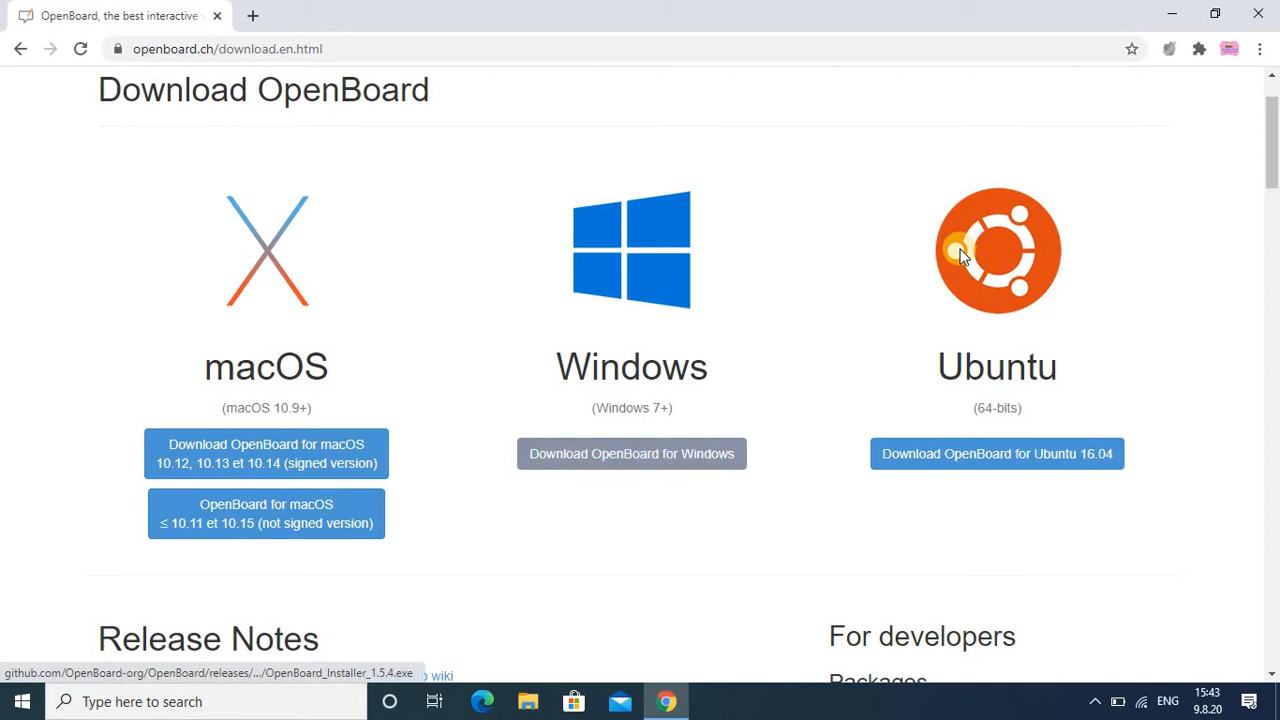 OpenBoard, the best interactive
openboard.ch/download.en.html
Download OpenBoard
macOS
(macOS 10.9+)
Download OpenBoard for macOS
10.12, 10.13 et 10.14 (signed version)
OpenBoard for macOS
≤ 10.11 et 10.15 (not signed version)
Windows
(Windows 7+)
Download OpenBoard for Windows
Ubuntu
(64-bits)
Download OpenBoard for Ubuntu 16.04
Release Notes
wiki
For developers
Packages
github.com/OpenBoard-org/OpenBoard/releases/.../OpenBoard_Installer_1.5.4.exe
Type here to search
ENG
15:43
9.8.20